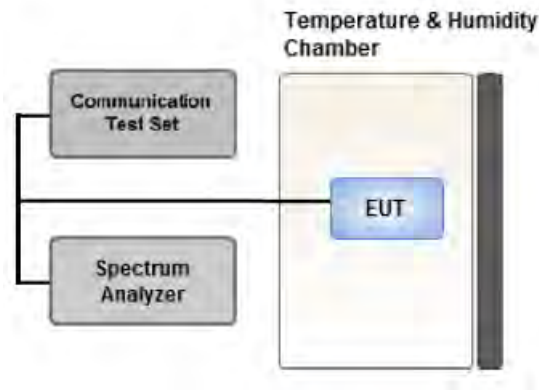 Temperature & Humidity
Chamber
Communication
Test Set
EUT
Spectrum
Analyzer